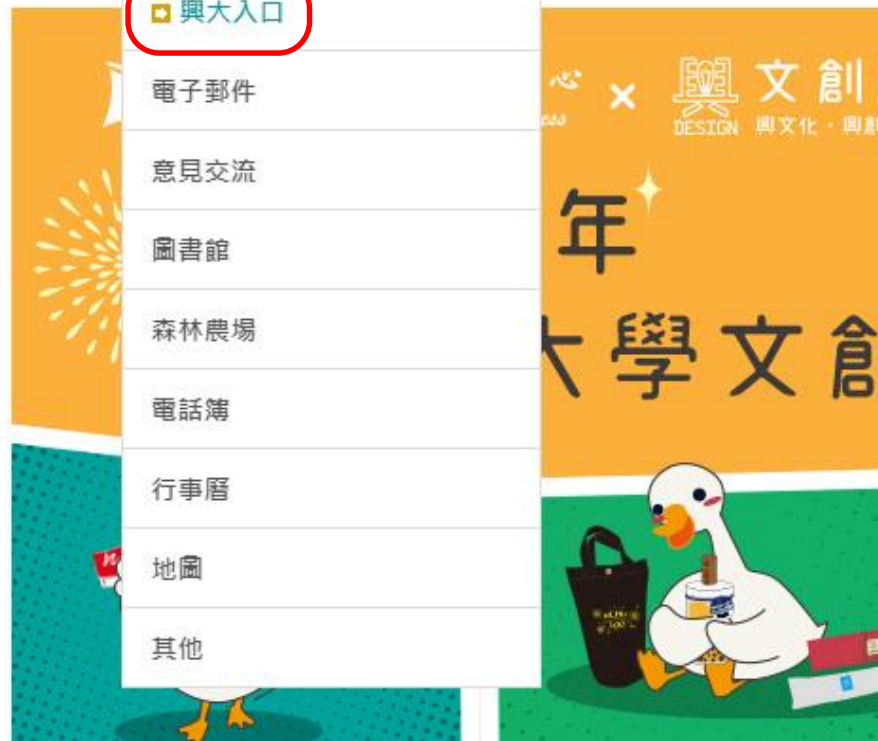 興大入口
電子郵件
意見交流
圖書館
森林農場
電話簿
行事曆
地圖
其他
心 × 興 文創
ess
DESIGN 興文化・興創
年
大學文創